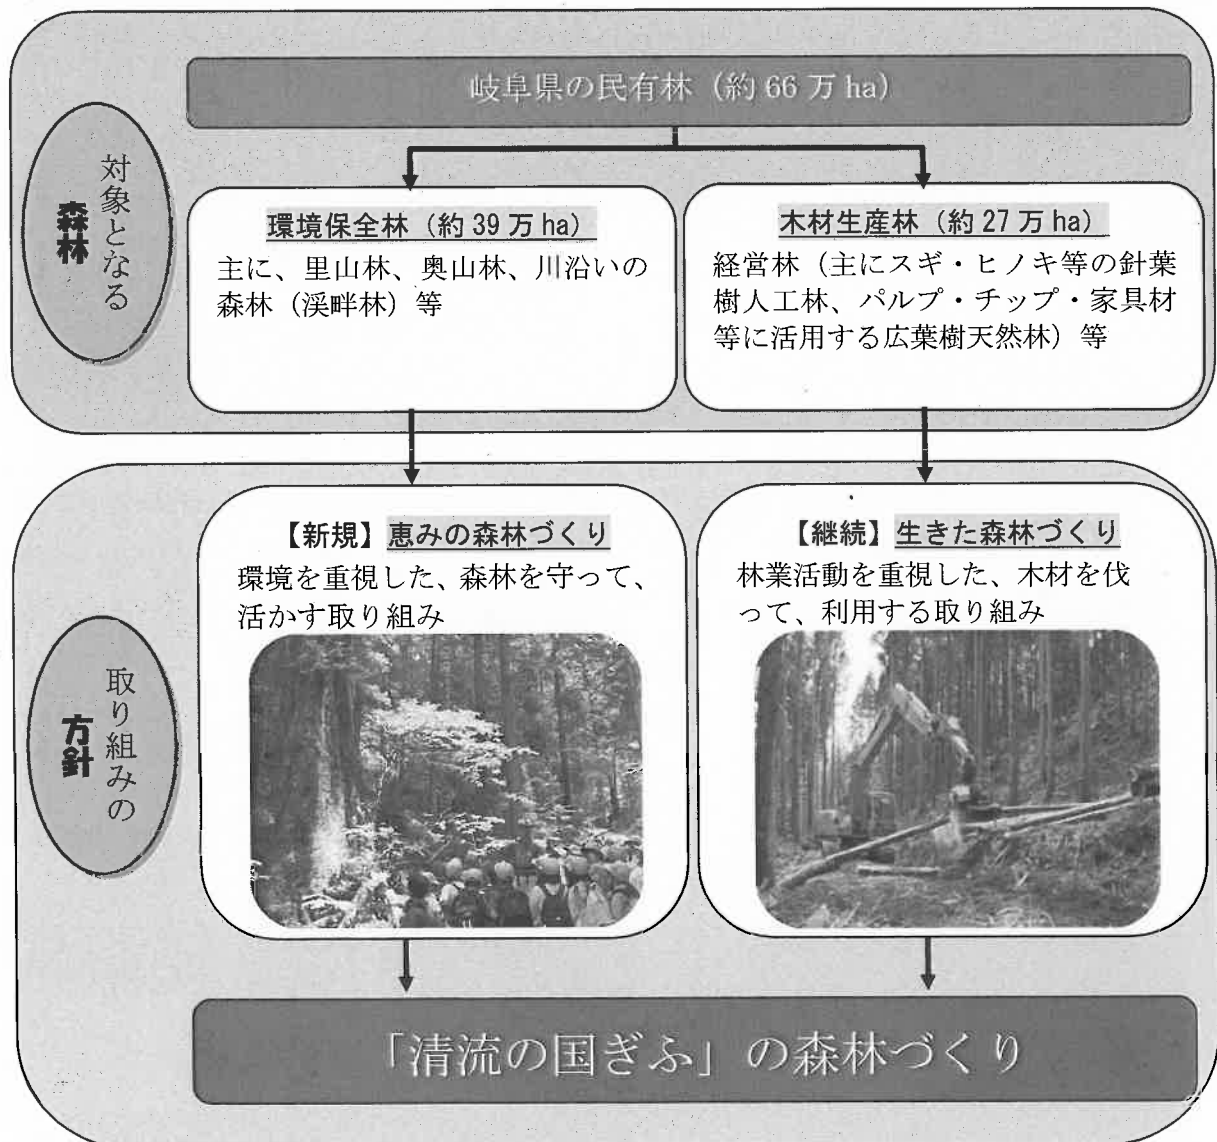 岐阜県の民有林（約 66 万 ha）
対象となる
森林
環境保全林（約 39 万 ha）
主に、里山林、奥山林、川沿いの
森林（渓畔林）等
木材生産林（約 27 万 ha）
経営林（主にスギ・ヒノキ等の針葉
樹人工林、パルプ・チップ・家具材
等に活用する広葉樹天然林）等
取り組みの
方針
【新規】恵みの森林づくり
環境を重視した、森林を守って、
活かす取り組み
【継続】生きた森林づくり
林業活動を重視した、木材を伐
って、利用する取り組み
「清流の国ぎふ」の森林づくり